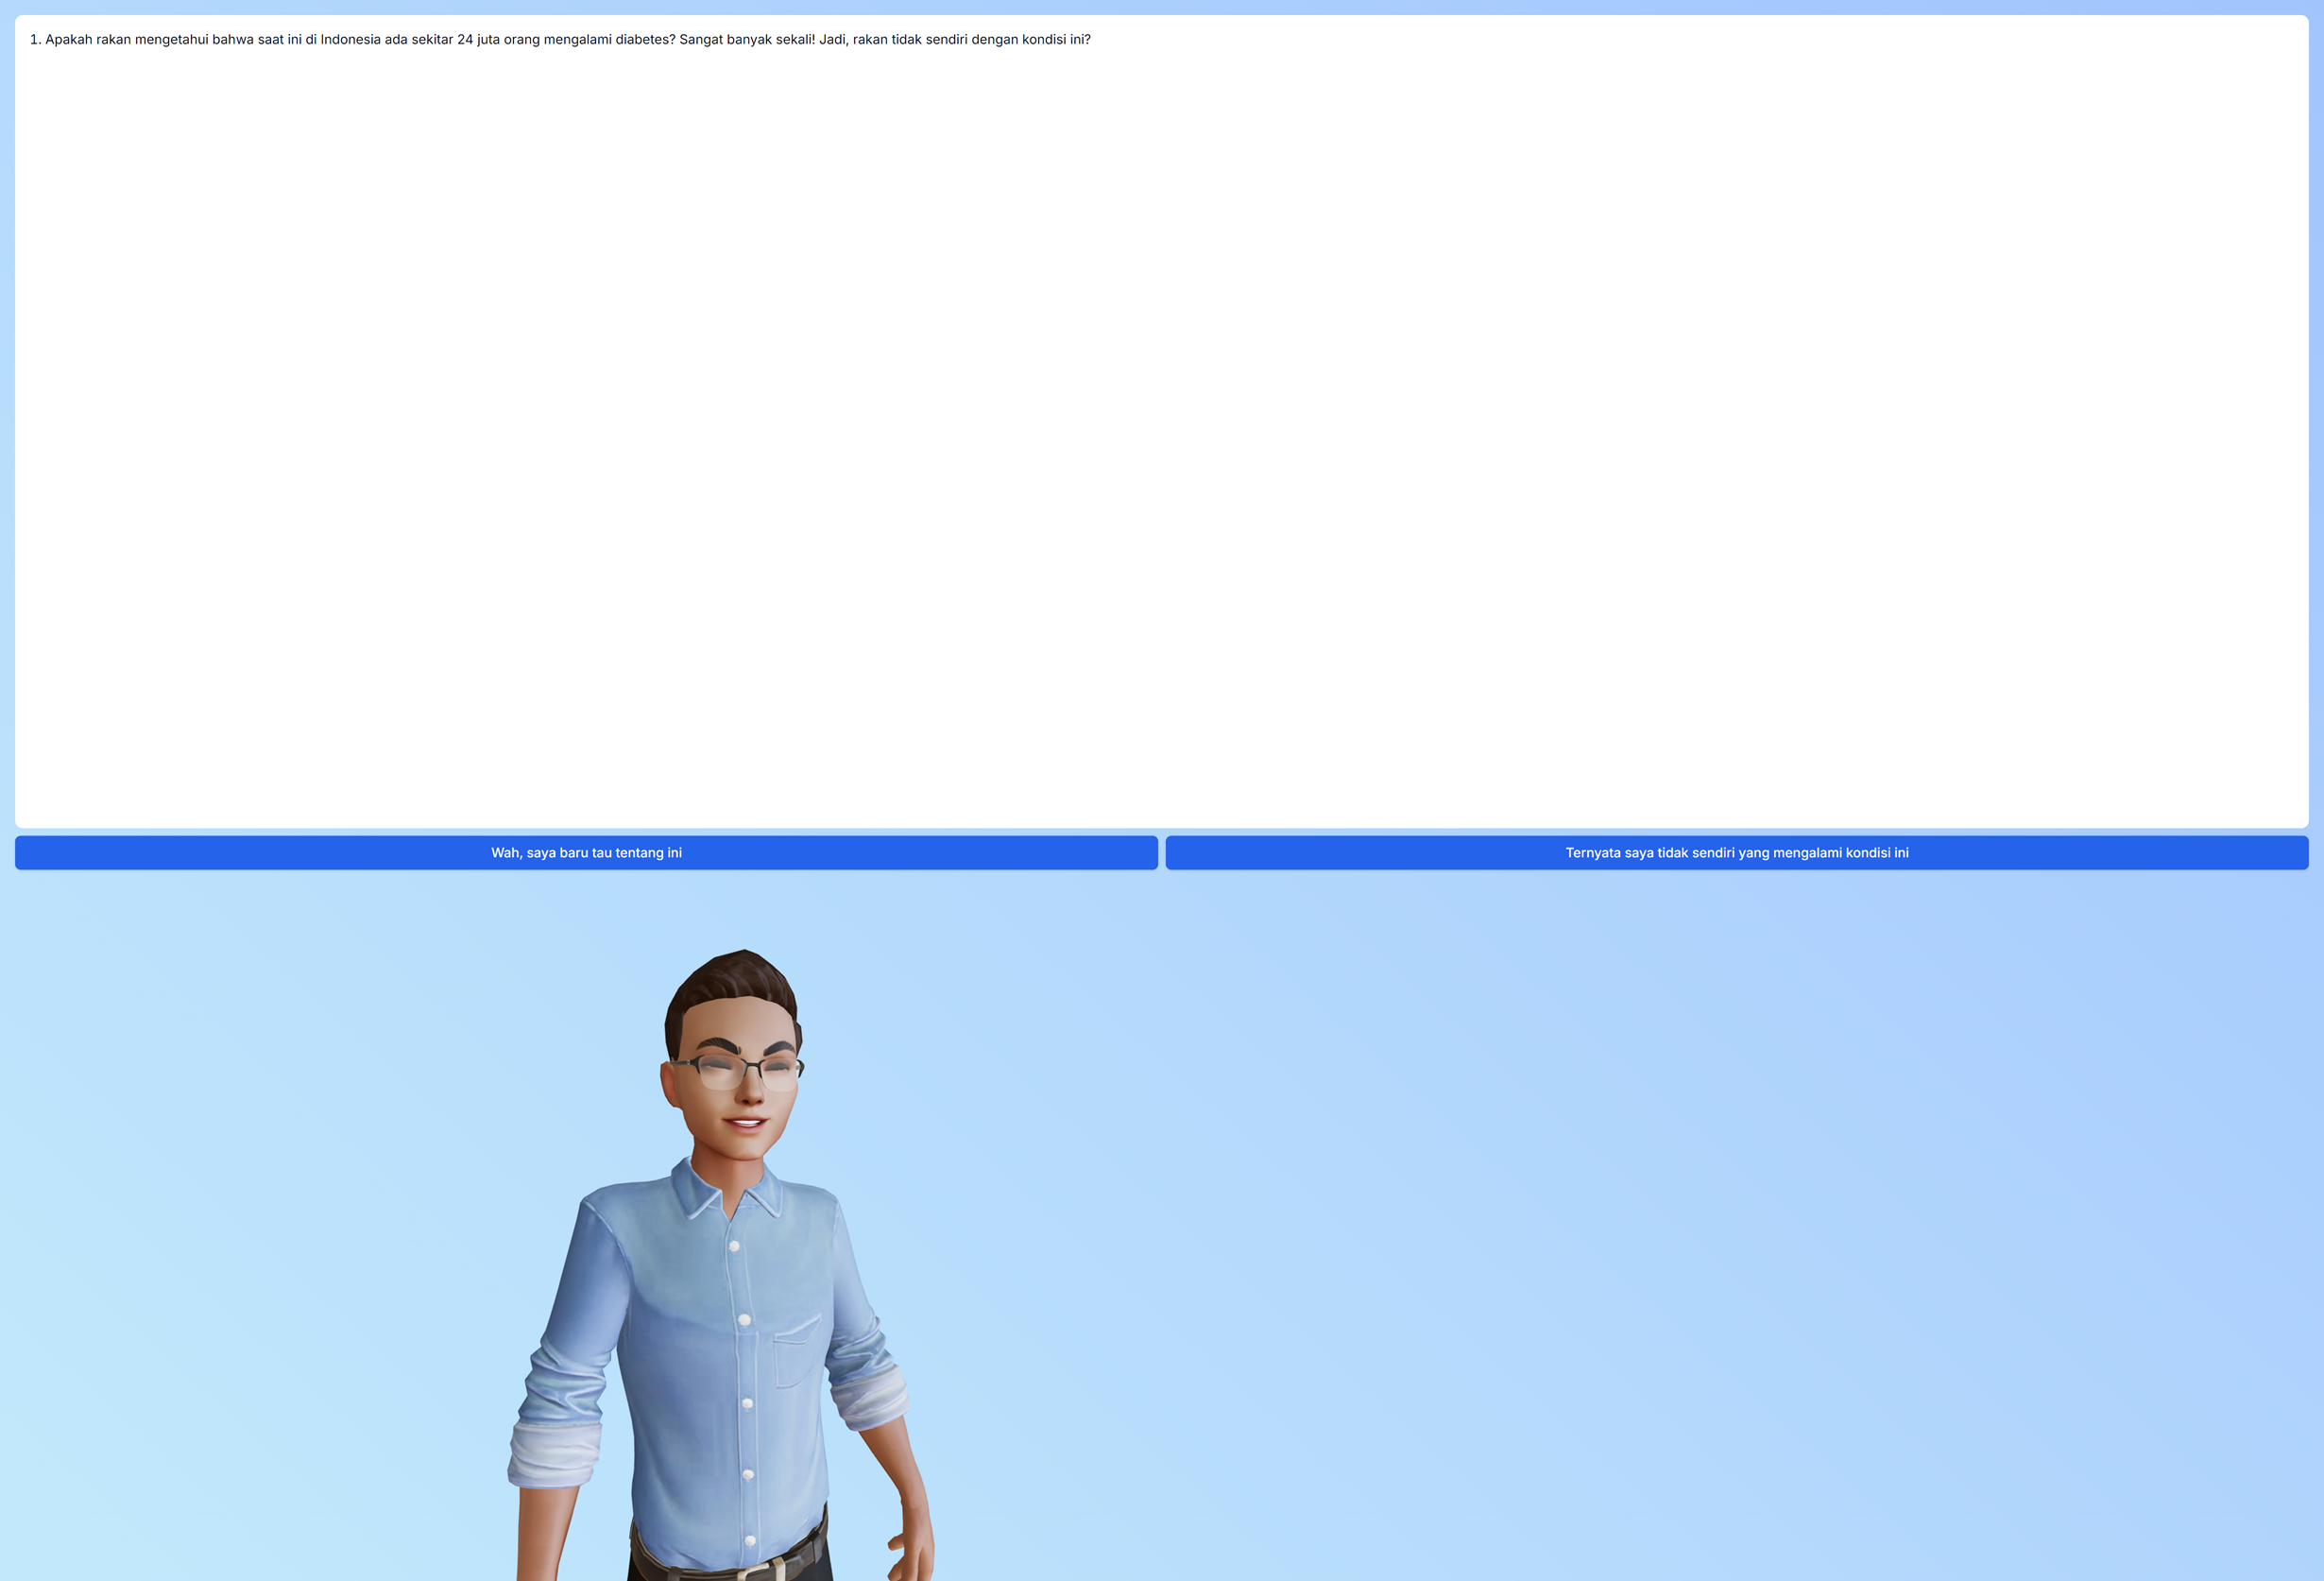 1. Apakah rakan mengetahui bahwa saat ini di Indonesia ada sekitar 24 juta orang mengalami diabetes? Sangat banyak sekali! Jadi, rakan tidak sendiri dengan kondisi ini?
Wah, saya baru tau tentang ini
Ternyata saya tidak sendiri yang mengalami kondisi ini